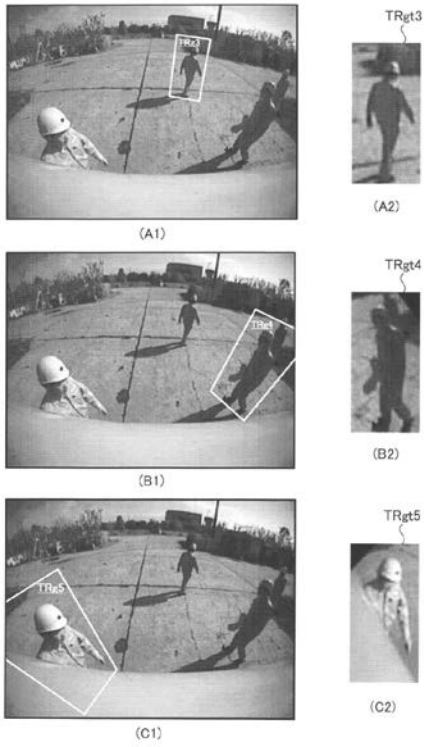 TRgt3
TRg3
(A1)
(A2)
TRgt4
TRg4
(B1)
(B2)
TRgt5
TRg5
(C1)
(C2)